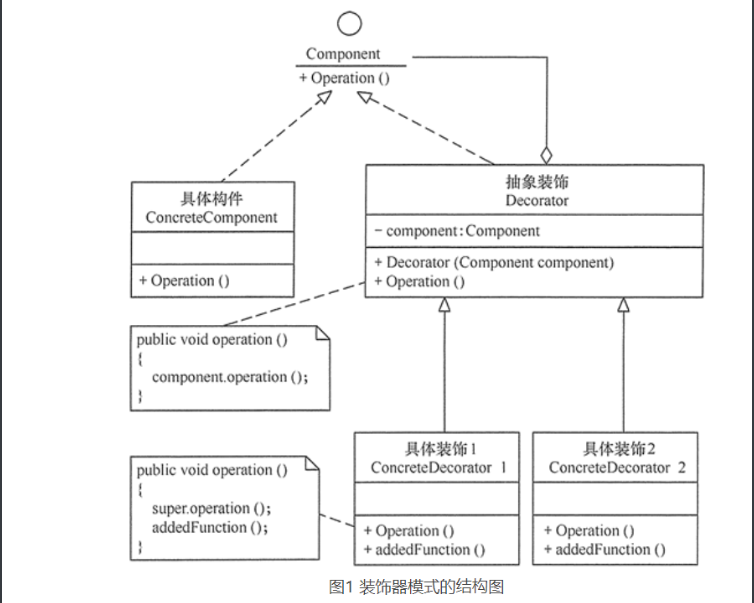 Component
+ Operation ()
具体构件
ConcreteComponent
+ Operation ()
抽象装饰
Decorator
- component:Component
+ Decorator (Component component)
+ Operation ()
public void operation ()
{
component.operation ();
}
public void operation ()
{
super.operation ();
addedFunction ();
}
具体装饰1
ConcreteDecorator 1
+ Operation ()
+ addedFunction ()
具体装饰2
ConcreteDecorator 2
+ Operation ()
+ addedFunction ()
图1 装饰器模式的结构图